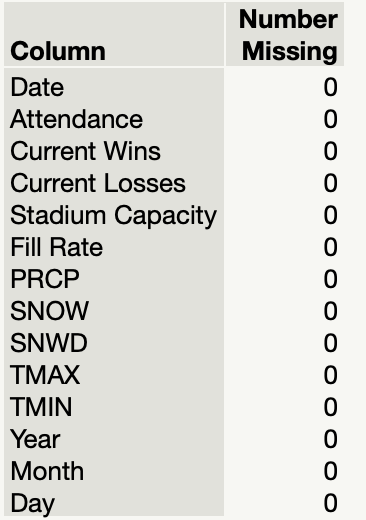 Column Number Missing
Date 0
Attendance 0
Current Wins 0
Current Losses 0
Stadium Capacity 0
Fill Rate 0
PRCP 0
SNOW 0
SNWD 0
TMAX 0
TMIN 0
Year 0
Month 0
Day 0